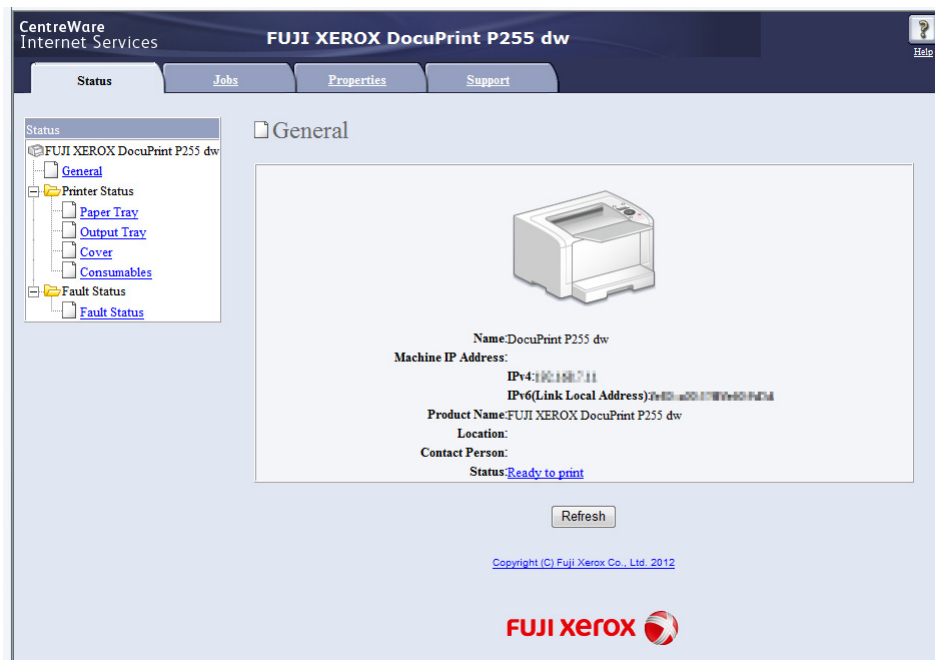 CentreWare
Internet Services
FUJI XEROX DocuPrint P255 dw
Help
Status
Jobs
Properties
Support
Status
FUJI XEROX DocuPrint P255 dw
General
Printer Status
Paper Tray
Output Tray
Cover
Consumables
Fault Status
Fault Status
General
Name:DocuPrint P255 dw
Machine IP Address:
IPv4:
IPv6(Link Local Address):
Product Name:FUJI XEROX DocuPrint P255 dw
Location:
Contact Person:
Status:Ready to print
Refresh
Copyright (C) Fuji Xerox Co., Ltd. 2012
FUJI xerox